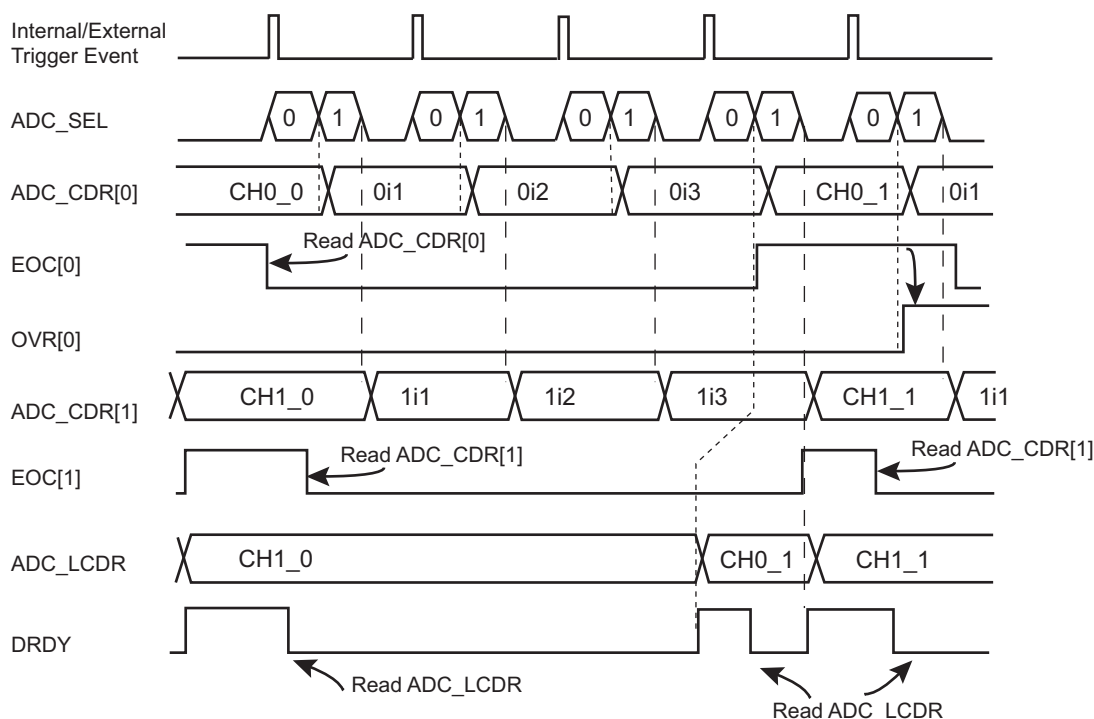 Internal/External
Trigger Event
ADC_SEL 0 1 0 1 0 1 0 1 0 1
ADC_CDR[0] CH0_0 0i1 0i2 0i3 CH0_1 0i1
Read ADC_CDR[0]
EOC[0]
OVR[0]
ADC_CDR[1] CH1_0 1i1 1i2 1i3 CH1_1 1i1
Read ADC_CDR[1] Read ADC_CDR[1]
EOC[1]
ADC_LCDR CH1_0 CH0_1 CH1_1
DRDY
Read ADC_LCDR
Read ADC_LCDR